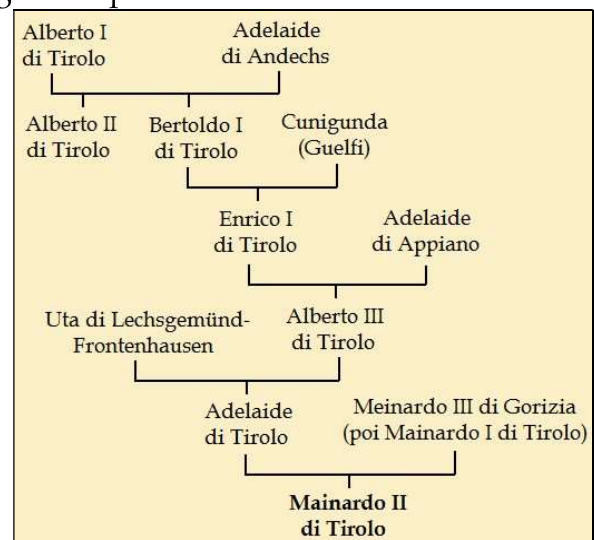 Alberto I
di Tirolo
Adelaide
di Andechs
Alberto II
di Tirolo
Bertoldo I
di Tirolo
Cunigunda
(Guelfi)
Enrico I
di Tirolo
Adelaide
di Appiano
Uta di Lechsgemünd-
Frontenhausen
Alberto III
di Tirolo
Adelaide
di Tirolo
Meinardo III di Gorizia
(poi Mainardo I di Tirolo)
Mainardo II
di Tirolo